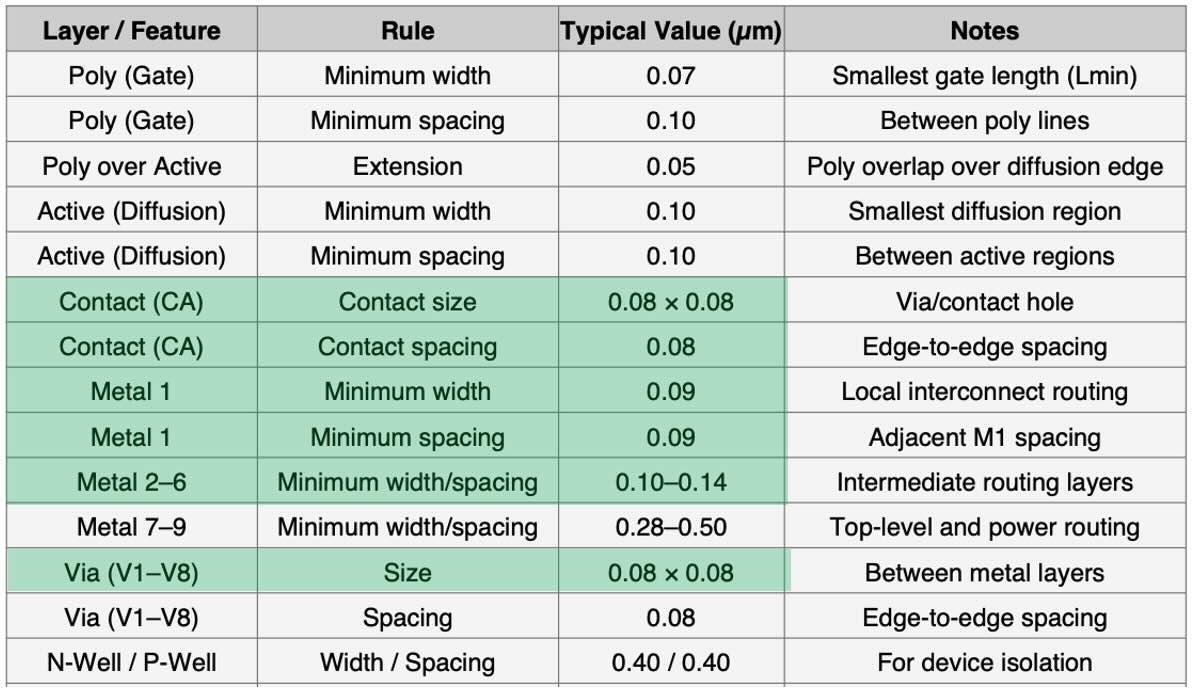 Layer / Feature Rule Typical Value (μm) Notes
Poly (Gate) Minimum width 0.07 Smallest gate length (Lmin)
Poly (Gate) Minimum spacing 0.10 Between poly lines
Poly over Active Extension 0.05 Poly overlap over diffusion edge
Active (Diffusion) Minimum width 0.10 Smallest diffusion region
Active (Diffusion) Minimum spacing 0.10 Between active regions
Contact (CA) Contact size 0.08 × 0.08 Via/contact hole
Contact (CA) Contact spacing 0.08 Edge-to-edge spacing
Metal 1 Minimum width 0.09 Local interconnect routing
Metal 1 Minimum spacing 0.09 Adjacent M1 spacing
Metal 2–6 Minimum width/spacing 0.10–0.14 Intermediate routing layers
Metal 7–9 Minimum width/spacing 0.28–0.50 Top-level and power routing
Via (V1–V8) Size 0.08 × 0.08 Between metal layers
Via (V1–V8) Spacing 0.08 Edge-to-edge spacing
N-Well / P-Well Width / Spacing 0.40 / 0.40 For device isolation